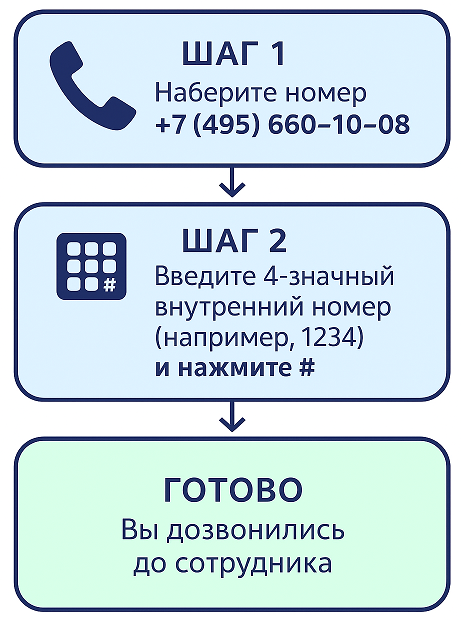 ШАГ 1
Наберите номер
+7 (495) 660–10–08
ШАГ 2
#
Введите 4-значный
внутренний номер
(например, 1234)
и нажмите #
ГОТОВО
Вы дозвонились
до сотрудника